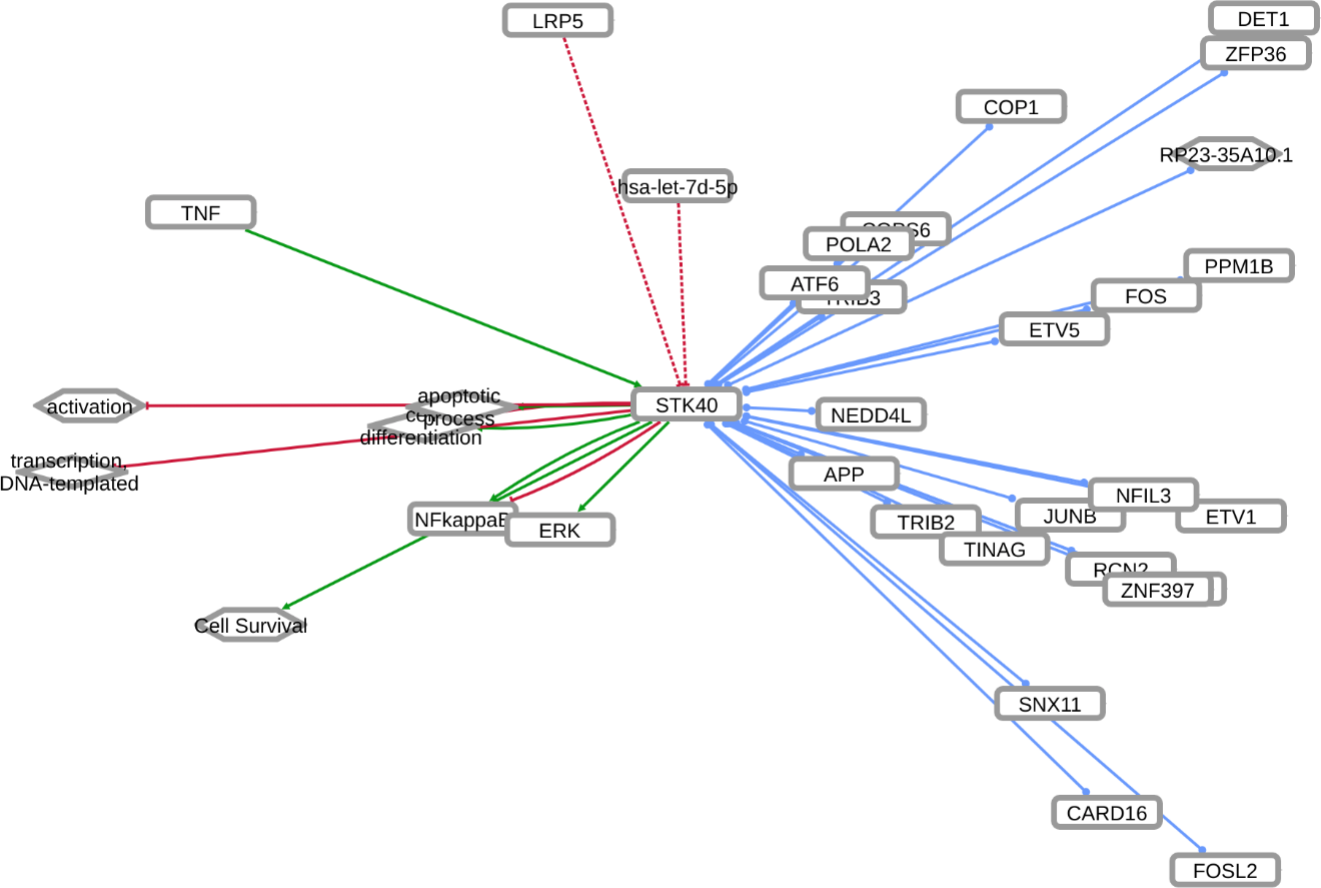 DET1
LRP5
ZFP36
COP1
RP23-35A10.1
hsa-let-7d-5p
TNF
POLA2
PPM1B
ATF6
FOS
TRIB3
ETV5
apoptotic
process
activation
STK40
NEDD4L
differentiation
transcription
DNA-templated
APP
NFIL3
JUNB
ETV1
NFkappaB
TRIB2
ERK
TINAG
RCN2
ZNF397
Cell Survival
SNX11
CARD16
FOSL2